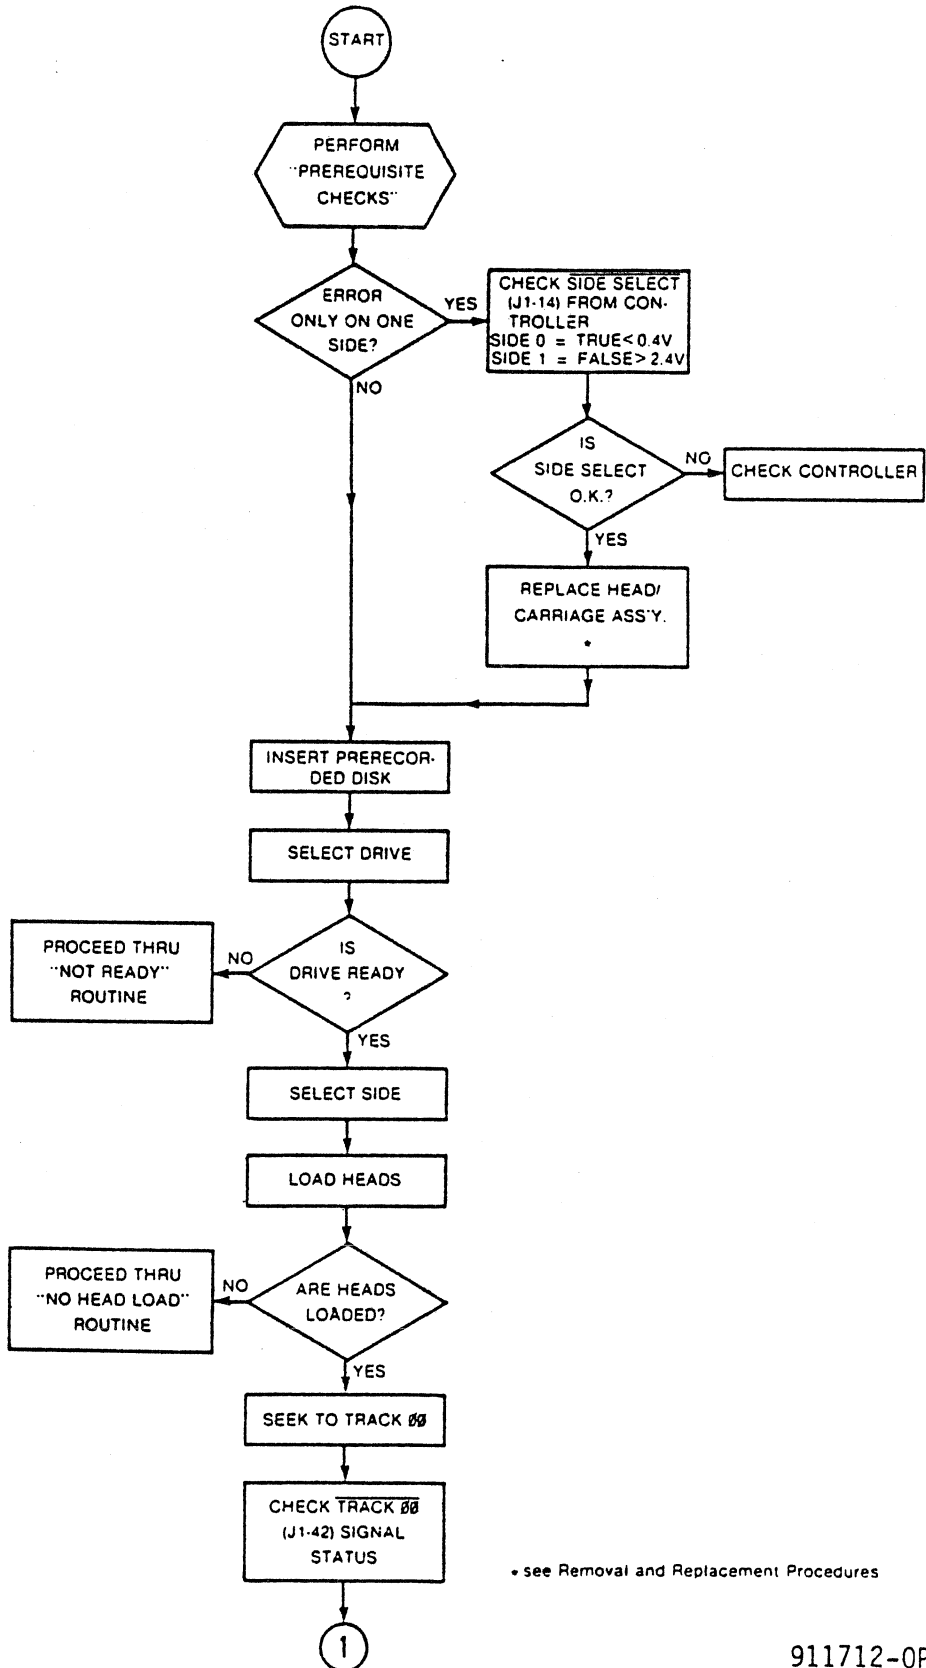 START
PERFORM
"PREREQUISITE
CHECKS"
ERROR
ONLY ON ONE
SIDE?
YES
CHECK SIDE SELECT
(J1-14) FROM CON-
TROLLER
SIDE 0 = TRUE<0.4V
SIDE 1 = FALSE>2.4V
NO
IS
SIDE SELECT
O.K.?
NO
CHECK CONTROLLER
YES
REPLACE HEAD/
CARRIAGE ASS'Y.
*
INSERT PRERECOR-
DED DISK
SELECT DRIVE
IS
DRIVE READY
?
NO
PROCEED THRU
"NOT READY"
ROUTINE
YES
SELECT SIDE
LOAD HEADS
ARE HEADS
LOADED?
NO
PROCEED THRU
"NO HEAD LOAD"
ROUTINE
YES
SEEK TO TRACK 00
CHECK TRACK 00
(J1-42) SIGNAL
STATUS
* see Removal and Replacement Procedures
1
911712-0P